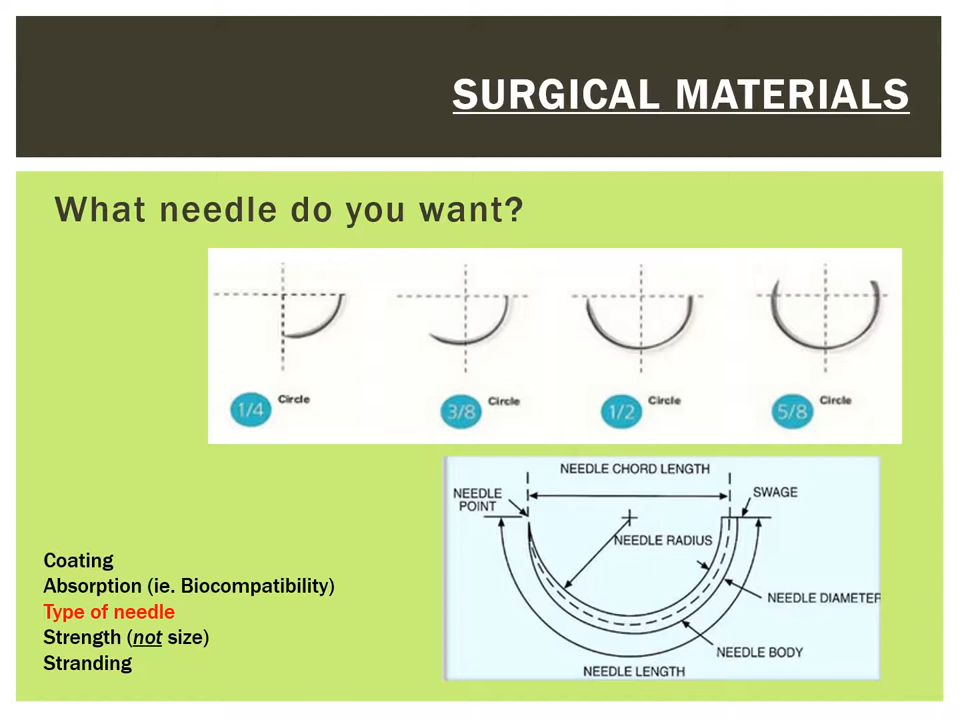 SURGICAL MATERIALS
What needle do you want?
1/4 Circle
3/8 Circle
1/2 Circle
5/8 Circle
NEEDLE CHORD LENGTH
NEEDLE
POINT
SWAGE
NEEDLE RADIUS
NEEDLE DIAMETER
NEEDLE BODY
NEEDLE LENGTH
Coating
Absorption (ie. Biocompatibility)
Type of needle
Strength (not size)
Stranding